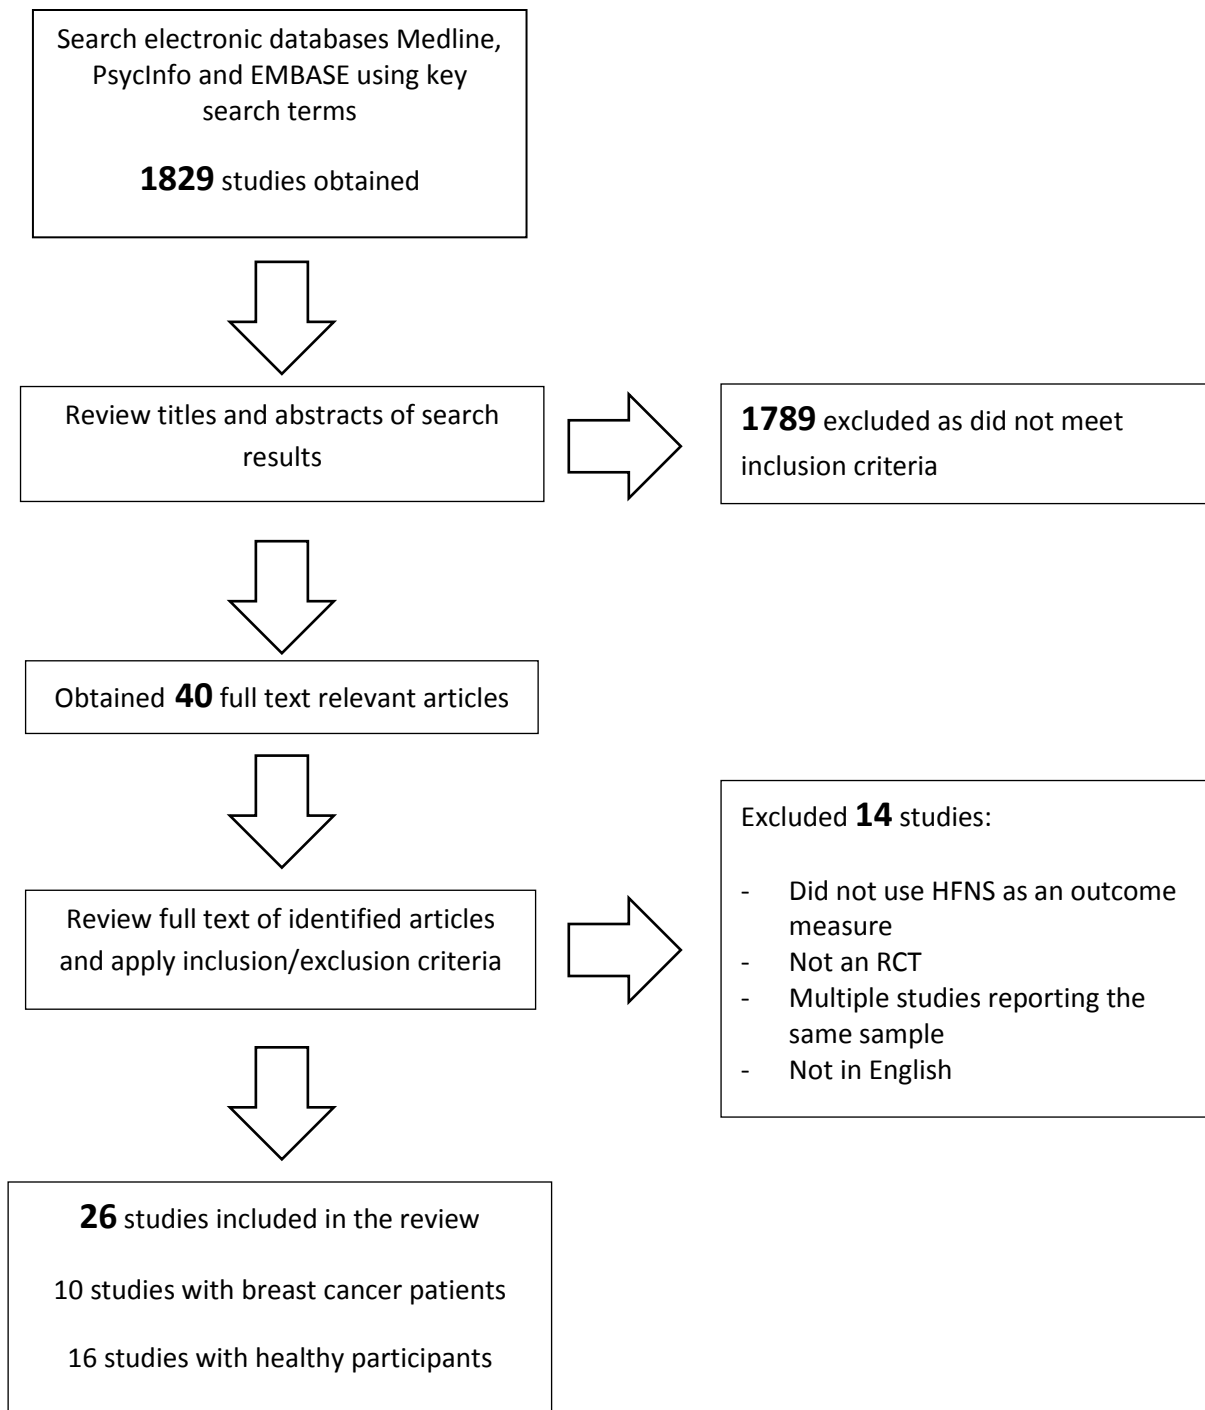 Search electronic databases Medline,
PsycInfo and EMBASE using key
search terms
1829 studies obtained
Review titles and abstracts of search
results
1789 excluded as did not meet
inclusion criteria
Obtained 40 full text relevant articles
Review full text of identified articles
and apply inclusion/exclusion criteria
Excluded 14 studies:
- Did not use HFNS as an outcome
measure
- Not an RCT
- Multiple studies reporting the
same sample
- Not in English
26 studies included in the review
10 studies with breast cancer patients
16 studies with healthy participants